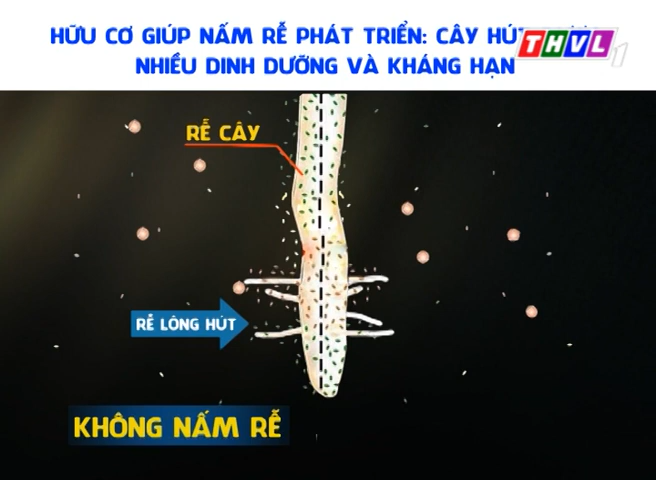 HỮU CƠ GIÚP NẤM RỄ PHÁT TRIỂN: CÂY HÚT
THVL1
NHIỀU DINH DƯỠNG VÀ KHÁNG HẠN
RỄ CÂY
RỄ LÔNG HÚT
KHÔNG NẤM RỄ